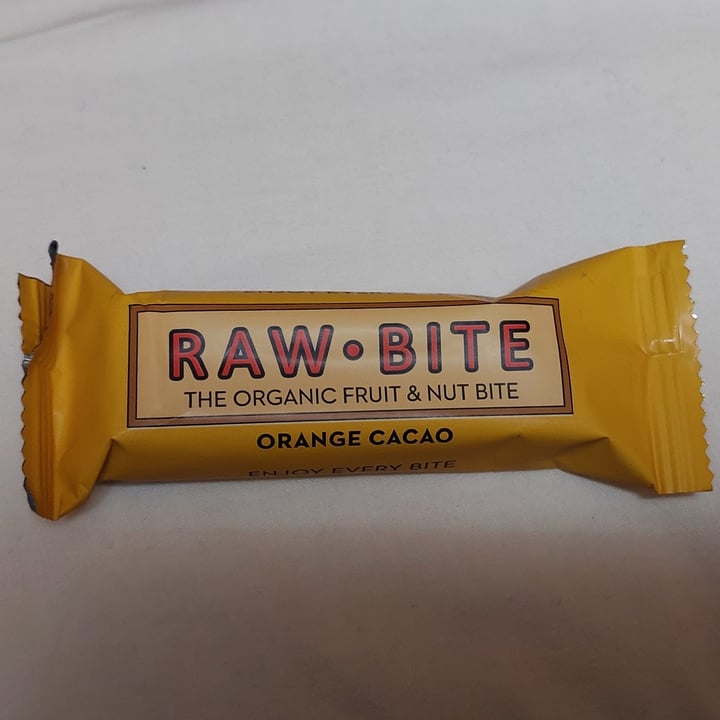 RAW • BITE
THE ORGANIC FRUIT & NUT BITE
ORANGE CACAO
ENJOY EVERY BITE